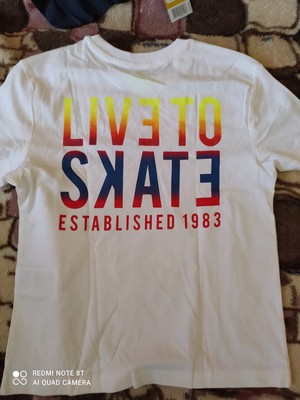 LIVE TO
SKATE
ESTABLISHED 1983
REDMI NOTE 8T
AI QUAD CAMERA